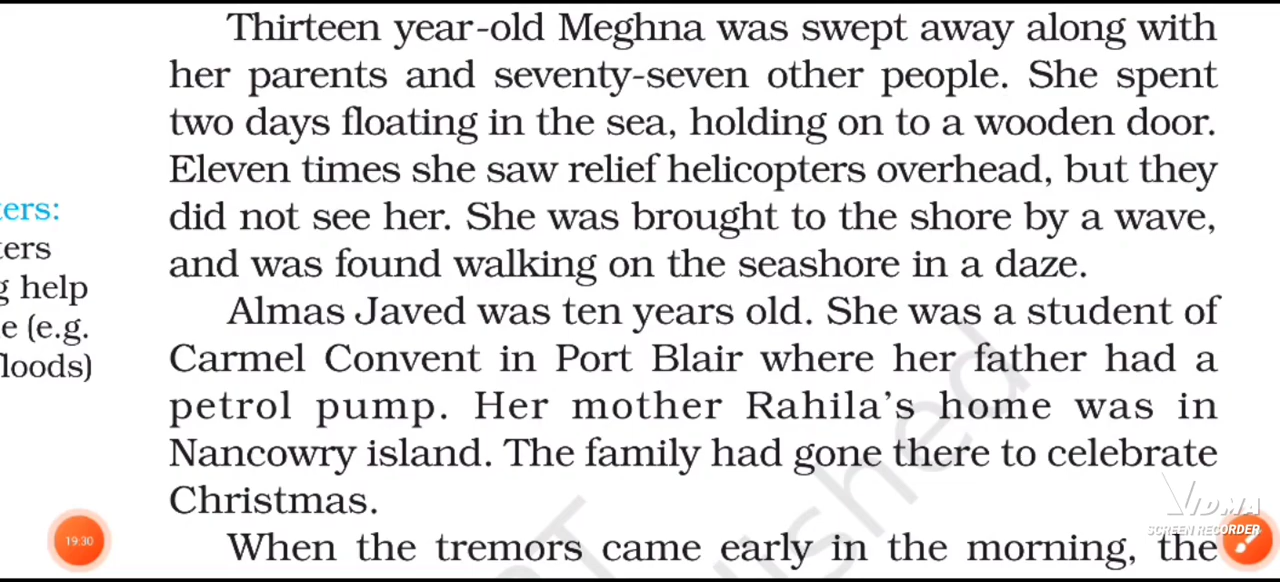 Thirteen year-old Meghna was swept away along with
her parents and seventy-seven other people. She spent
two days floating in the sea, holding on to a wooden door.
Eleven times she saw relief helicopters overhead, but they
did not see her. She was brought to the shore by a wave,
and was found walking on the seashore in a daze.
Almas Javed was ten years old. She was a student of
Carmel Convent in Port Blair where her father had a
petrol pump. Her mother Rahila's home was in
Nancowry island. The family had gone there to celebrate
Christmas.
When the tremors came early in the morning, the
ters:
ters
g help
e (e.g.
loods)
19:30
VIDMA
SCREEN RECORDER